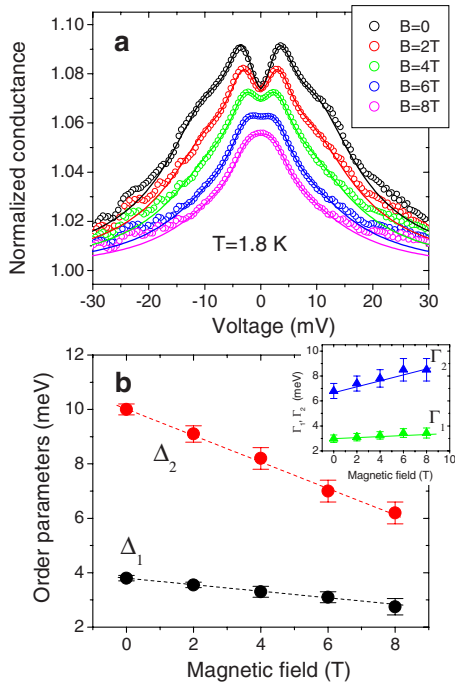 a
B=0
B=2T
B=4T
B=6T
B=8T
1.10
1.08
1.06
1.04
1.02
1.00
Normalized conductance
T=1.8 K
-30 -20 -10 0 10 20 30
Voltage (mV)
b
12
10
8
6
4
2
Order parameters (meV)
Δ2
Δ1
0 2 4 6 8
Magnetic field (T)
10
8
6
4
2
Γ1, Γ2 (meV)
Γ2
Γ1
0 2 4 6 8 10
Magnetic field (T)